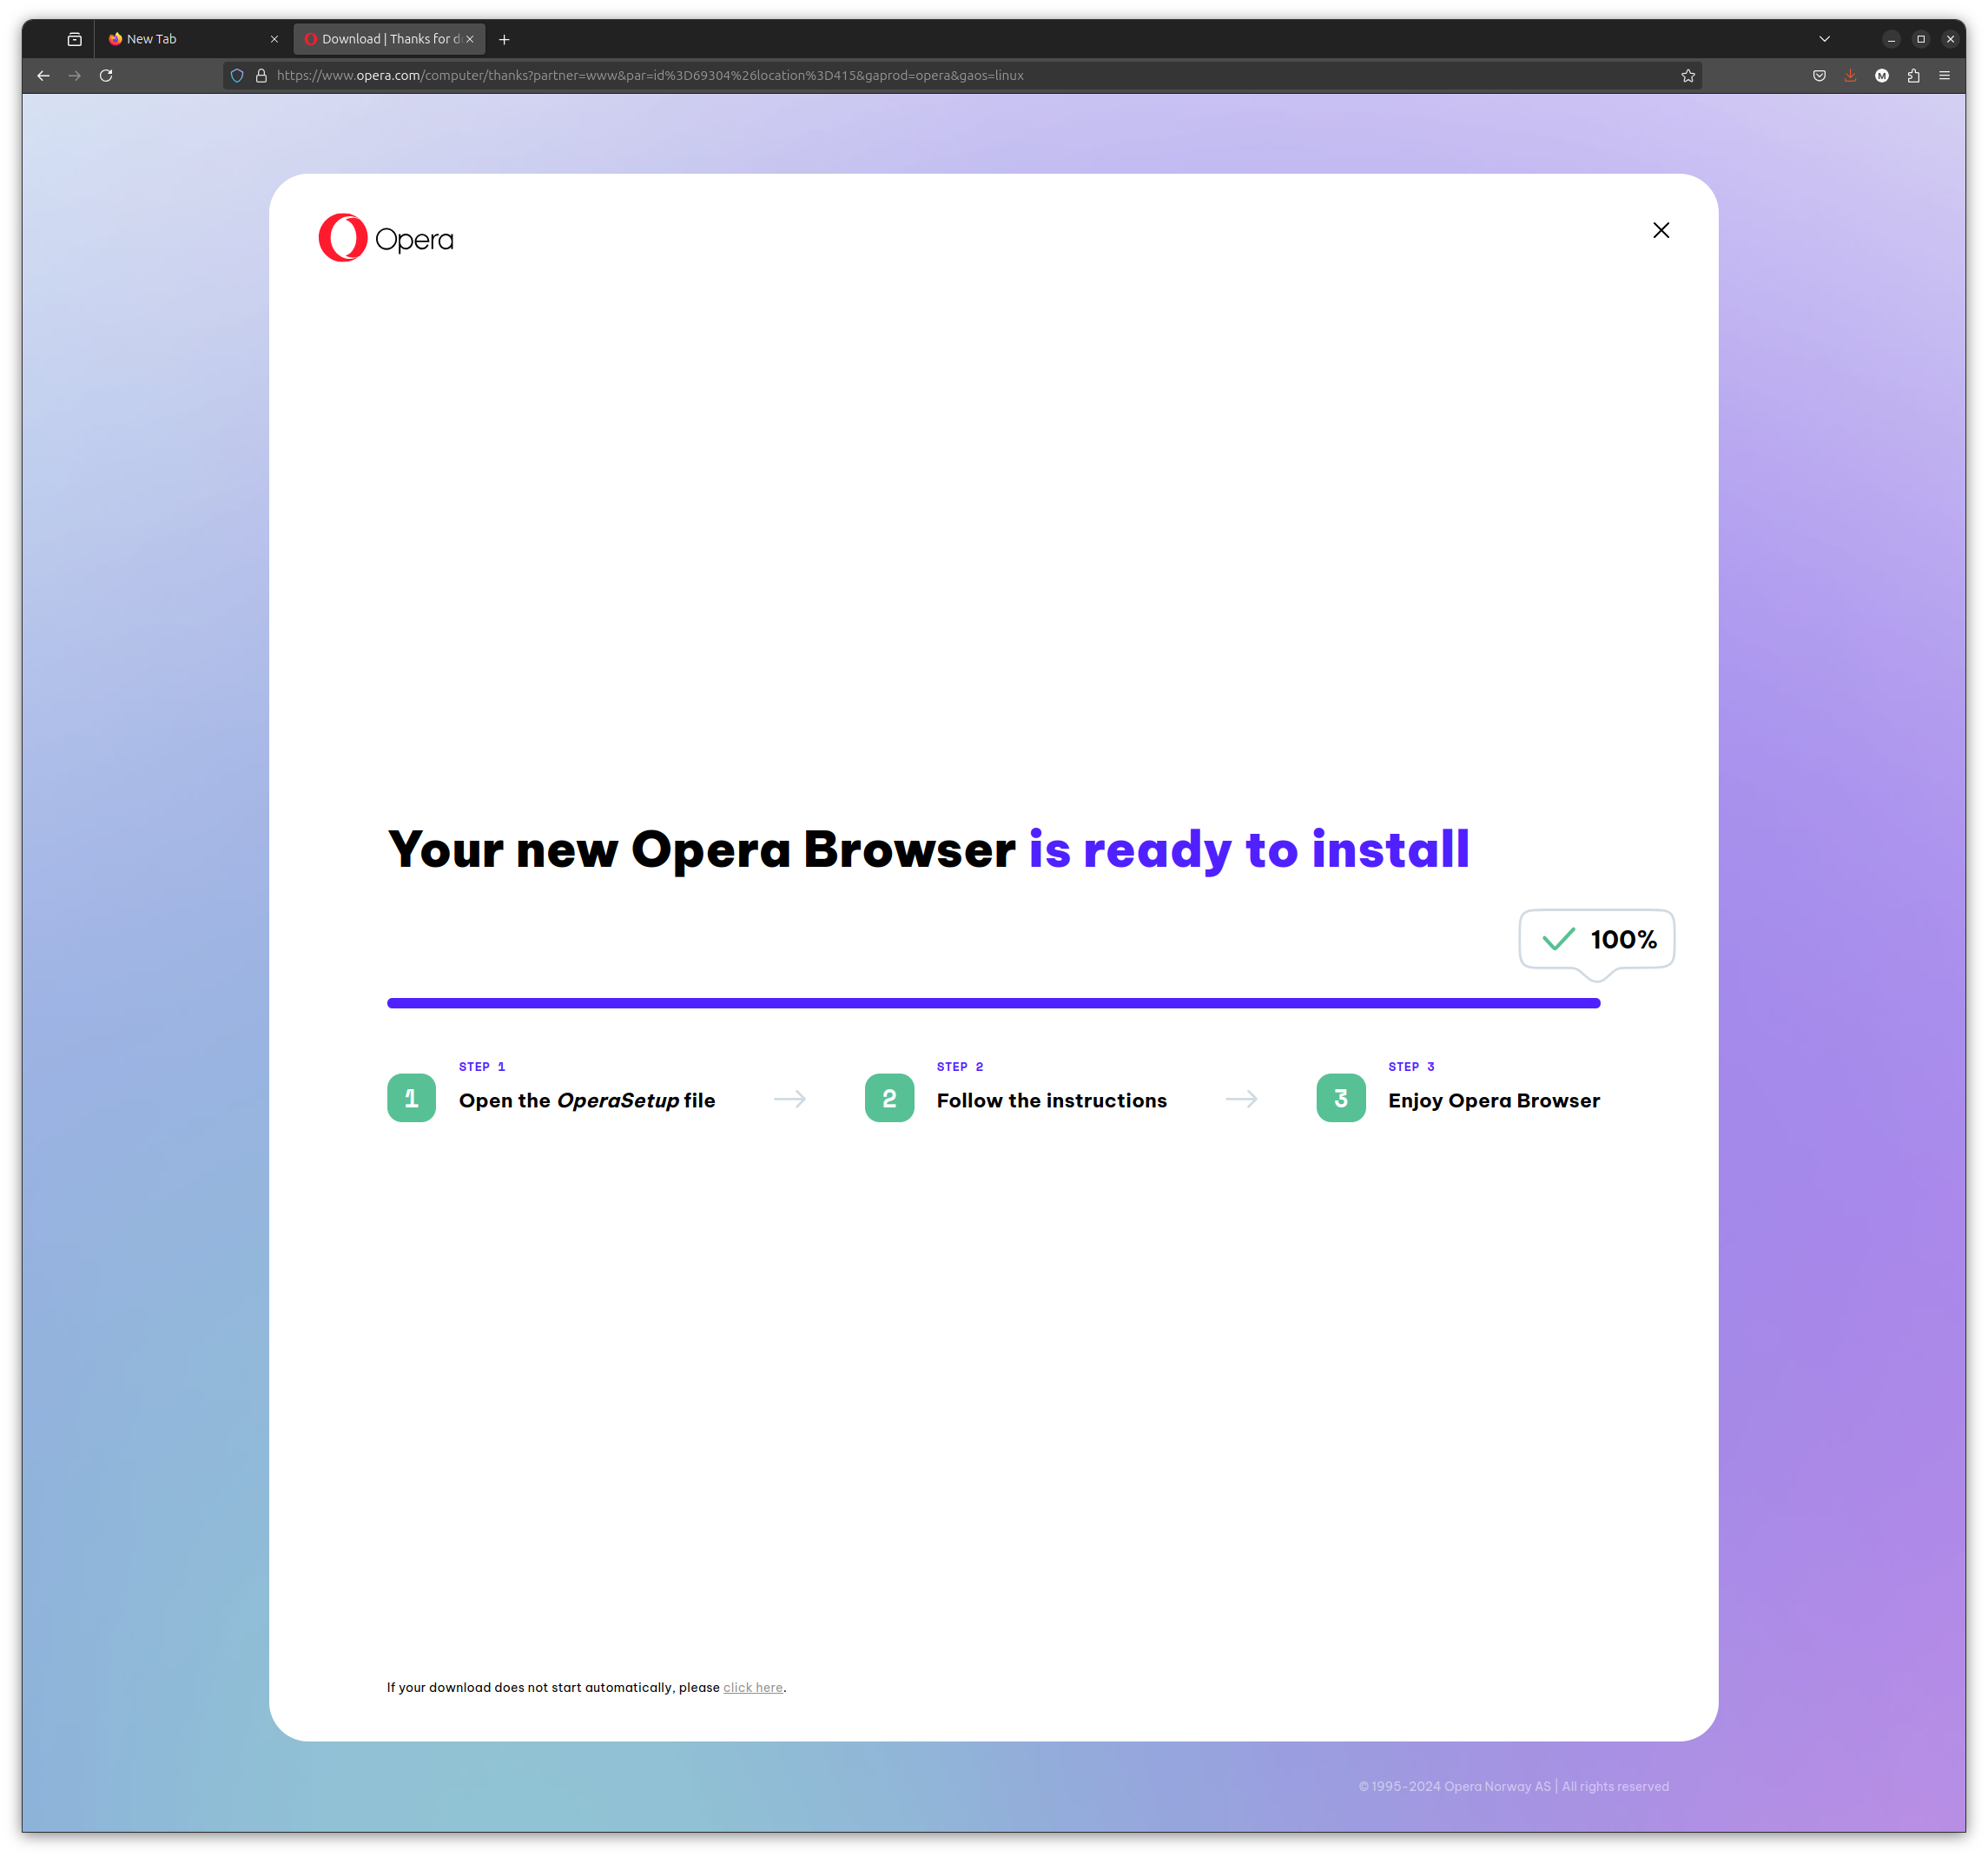 New Tab
Download | Thanks for d
https://www.opera.com/computer/thanks?partner=www&par=id%3D69304%26location%3D415&gaprod=opera&gaos=linux
M
Opera
Your new Opera Browser is ready to install
100%
1
STEP 1
Open the OperaSetup file
2
STEP 2
Follow the instructions
3
STEP 3
Enjoy Opera Browser
If your download does not start automatically, please click here.
© 1995-2024 Opera Norway AS | All rights reserved